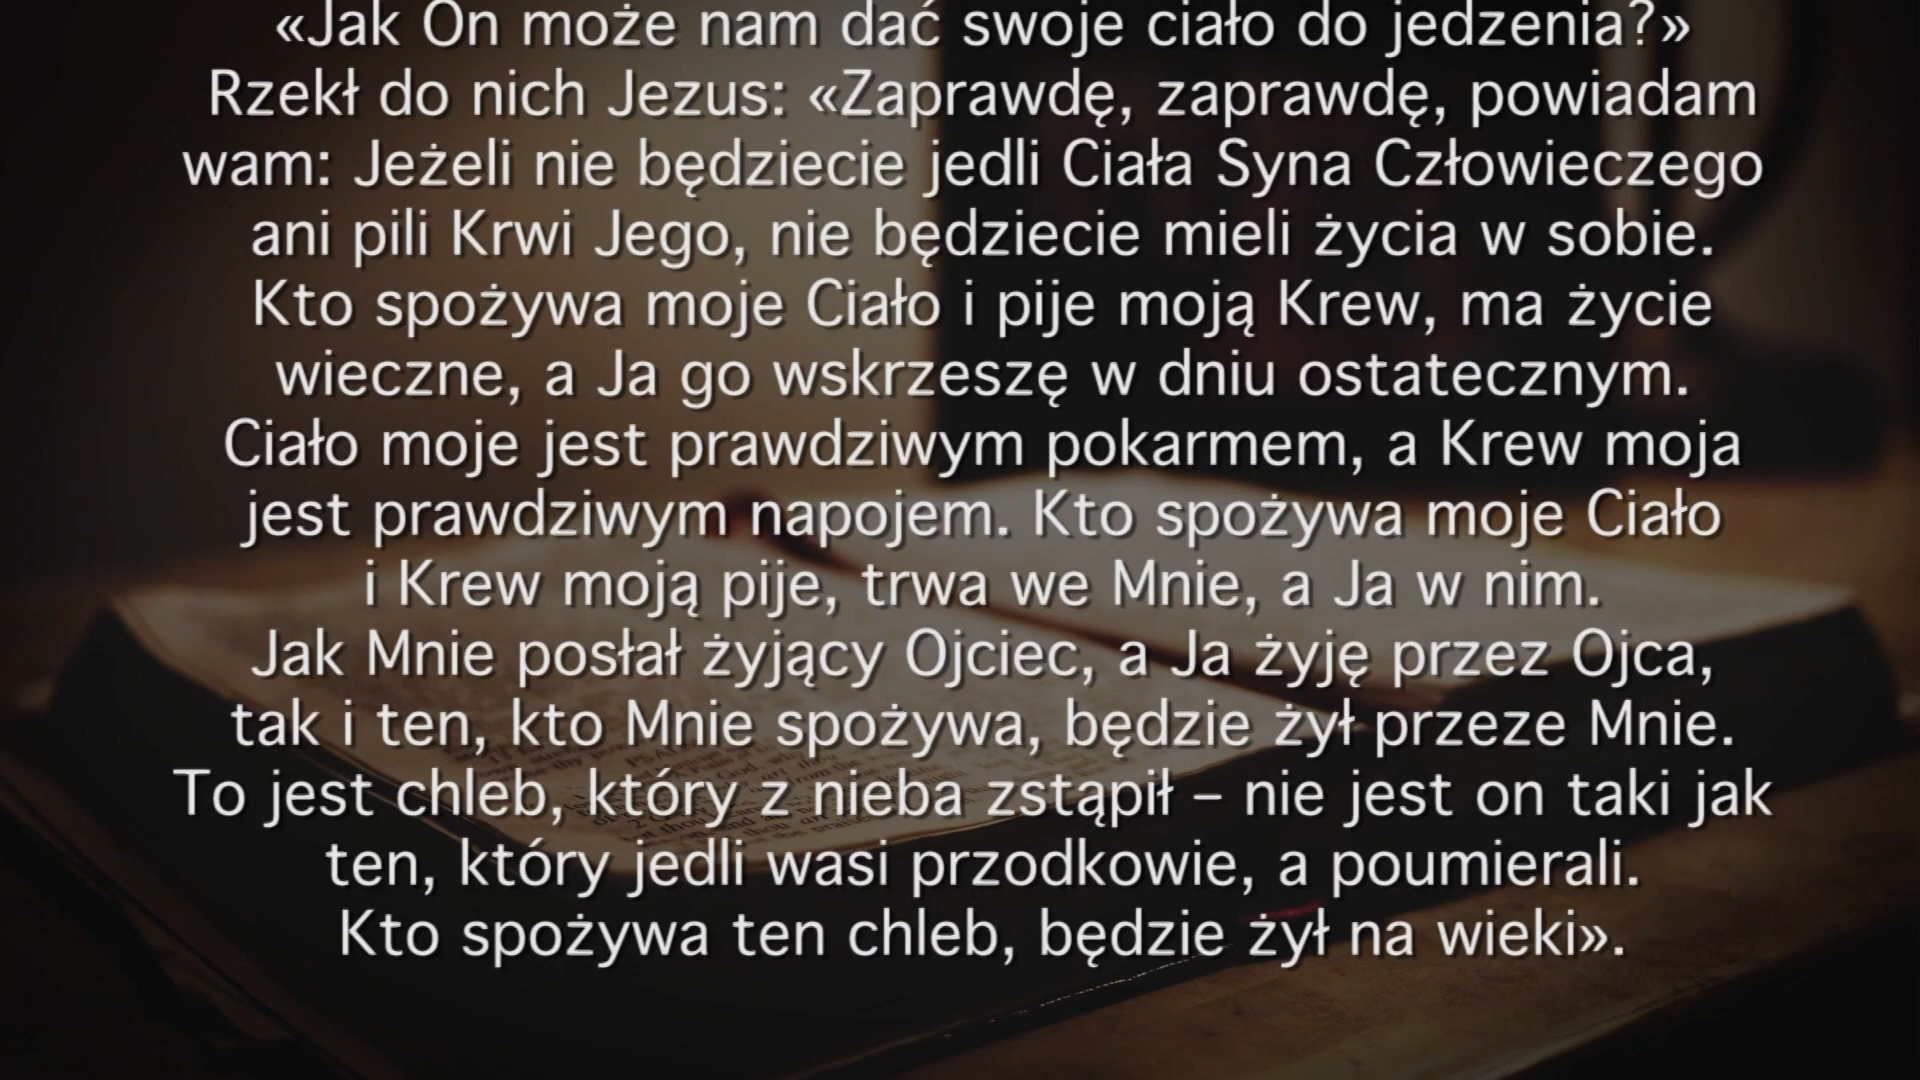 «Jak On może nam dać swoje ciało do jedzenia?»
Rzekł do nich Jezus: «Zaprawdę, zaprawdę, powiadam
wam: Jeżeli nie będziecie jedli Ciała Syna Człowieczego
ani pili Krwi Jego, nie będziecie mieli życia w sobie.
Kto spożywa moje Ciało i pije moją Krew, ma życie
wieczne, a Ja go wskrzeszę w dniu ostatecznym.
Ciało moje jest prawdziwym pokarmem, a Krew moja
jest prawdziwym napojem. Kto spożywa moje Ciało
i Krew moją pije, trwa we Mnie, a Ja w nim.
Jak Mnie posłał żyjący Ojciec, a Ja żyję przez Ojca,
tak i ten, kto Mnie spożywa, będzie żył przeze Mnie.
To jest chleb, który z nieba zstąpił – nie jest on taki jak
ten, który jedli wasi przodkowie, a poumierali.
Kto spożywa ten chleb, będzie żył na wieki».